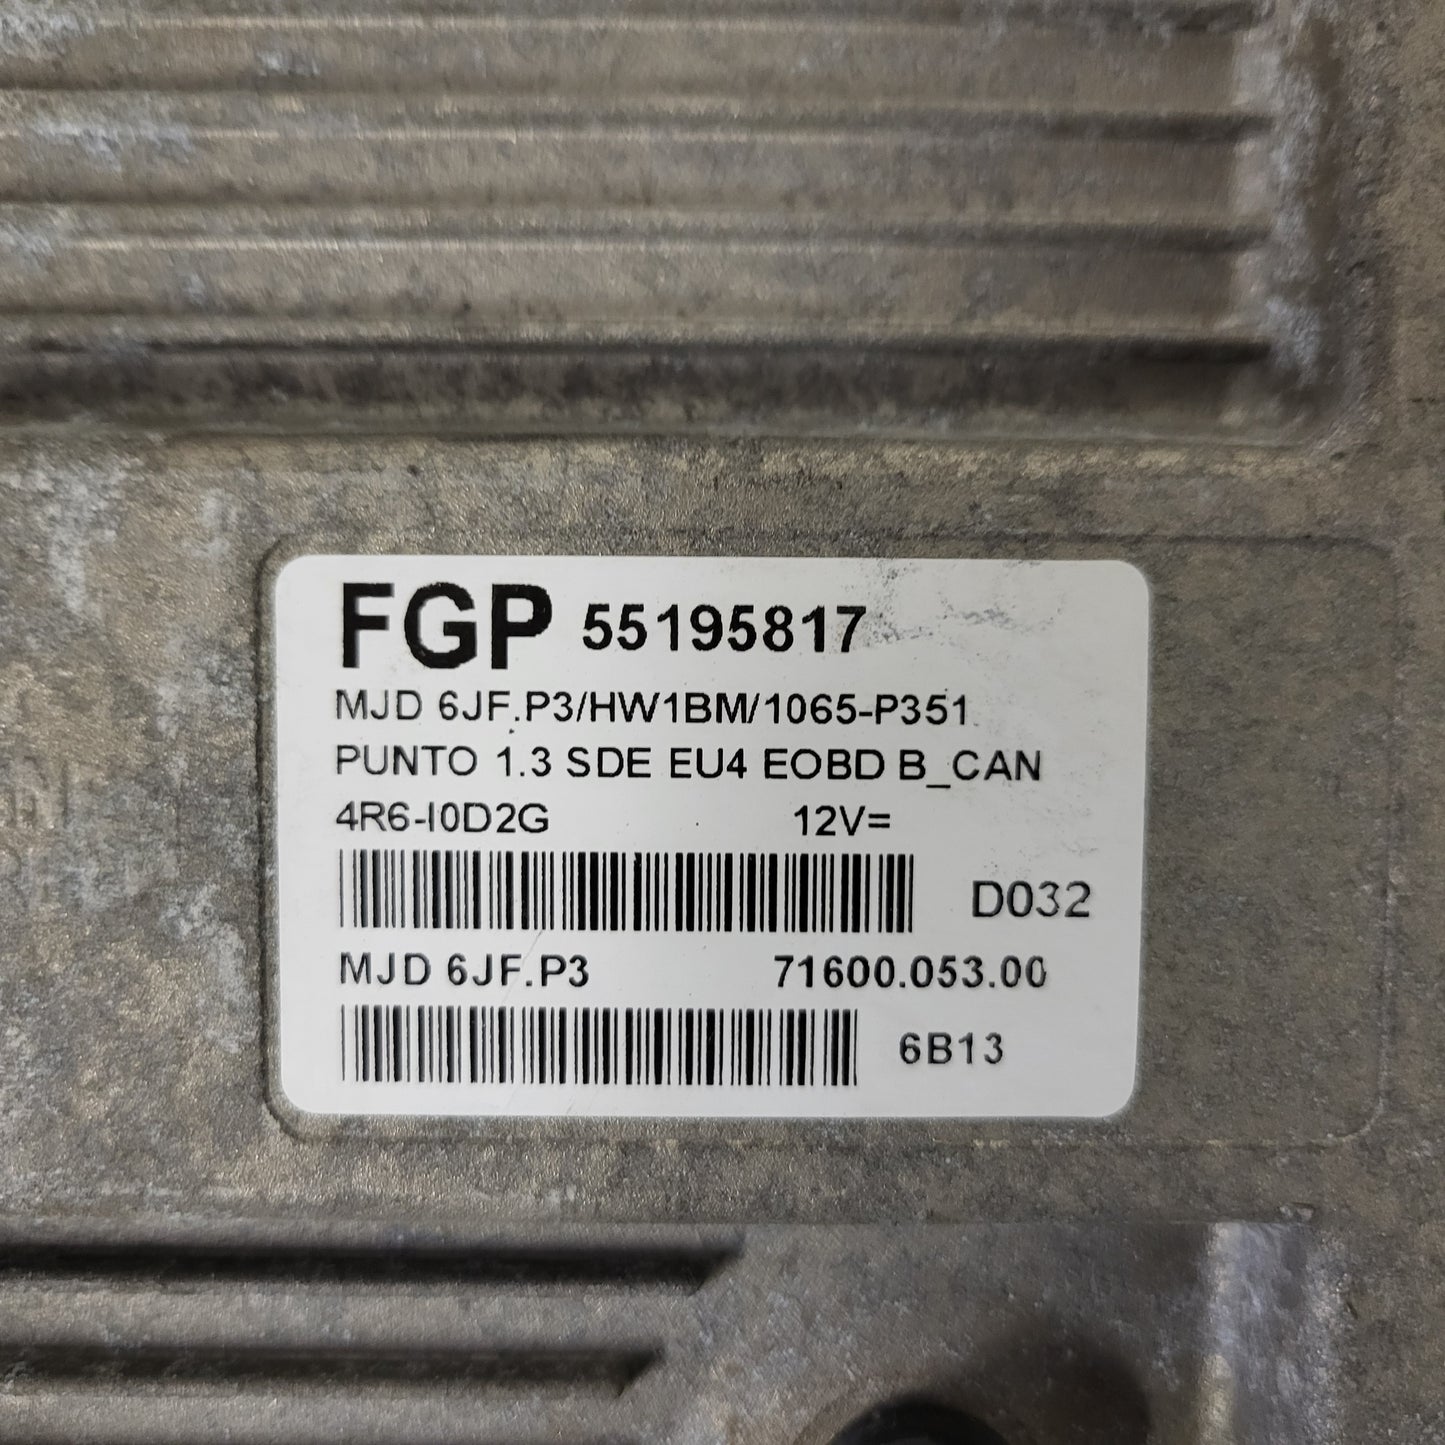 FGP 55195817
MJD 6JF.P3/HW1BM/1065-P351
PUNTO 1.3 SDE EU4 EOBD B_CAN
4R6-I0D2G 12V=
D032
MJD 6JF.P3 71600.053.00
6B13